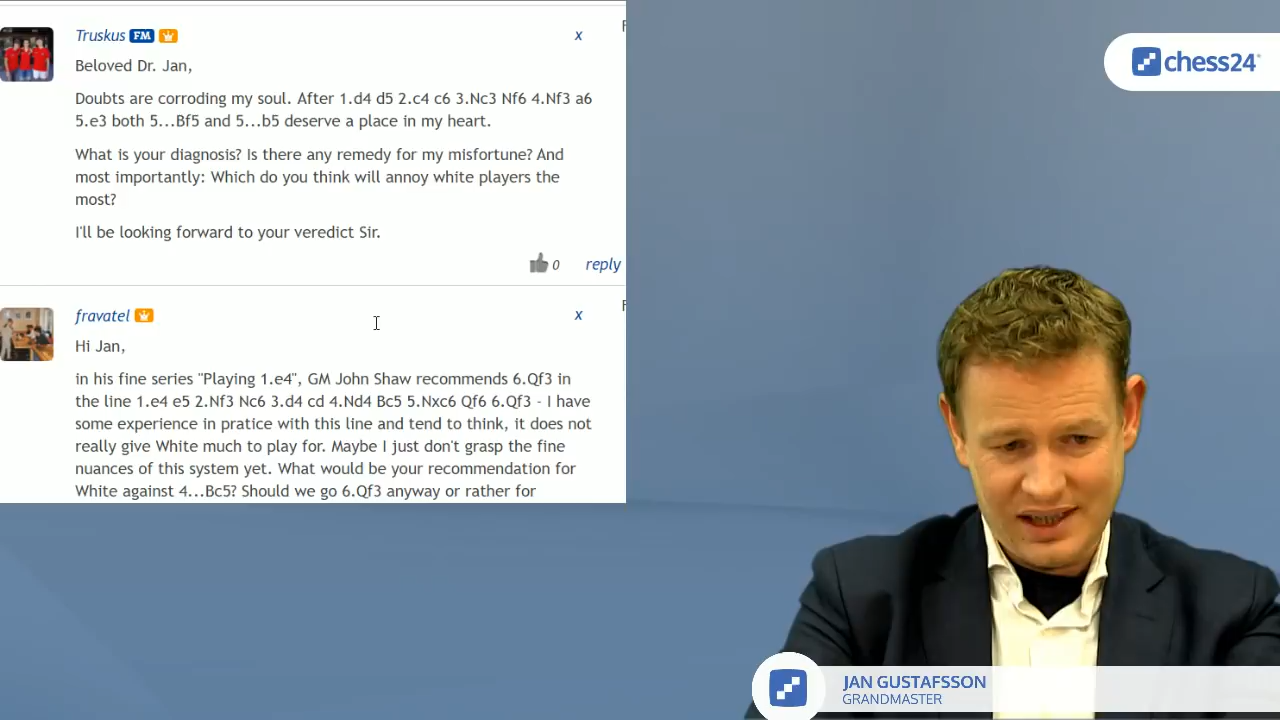 Truskus FM
x
F
Beloved Dr. Jan,
Doubts are corroding my soul. After 1.d4 d5 2.c4 c6 3.Nc3 Nf6 4.Nf3 a6
5.e3 both 5...Bf5 and 5...b5 deserve a place in my heart.
What is your diagnosis? Is there any remedy for my misfortune? And
most importantly: Which do you think will annoy white players the
most?
I'll be looking forward to your veredict Sir.
0 reply
fravatel
x
F
Hi Jan,
in his fine series "Playing 1.e4", GM John Shaw recommends 6.Qf3 in
the line 1.e4 e5 2.Nf3 Nc6 3.d4 cd 4.Nd4 Bc5 5.Nxc6 Qf6 6.Qf3 - I have
some experience in pratice with this line and tend to think, it does not
really give White much to play for. Maybe I just don't grasp the fine
nuances of this system yet. What would be your recommendation for
White against 4...Bc5? Should we go 6.Qf3 anyway or rather for
chess24
JAN GUSTAFSSON
GRANDMASTER